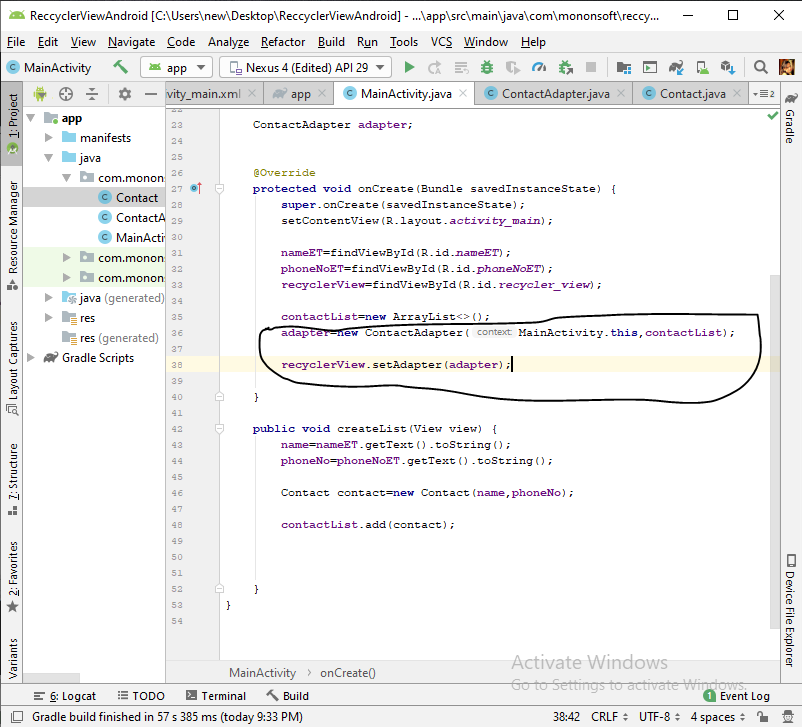 ReccyclerViewAndroid [C:\Users\new\Desktop\ReccyclerViewAndroid] - ...\app\src\main\java\com\mononsoft\reccy...
File Edit View Navigate Code Analyze Refactor Build Run Tools VCS Window Help
MainActivity app Nexus 4 (Edited) API 29
1: Project
Resource Manager
Layout Captures
7: Structure
2: Favorites
Variants
app
manifests
java
com.monons
Contact
ContactA
MainActiv
com.monons
com.monons
java (generated)
res
res (generated)
Gradle Scripts
vity_main.xml app MainActivity.java ContactAdapter.java Contact.java 2
23 ContactAdapter adapter;
24
25
26 @Override
27 protected void onCreate(Bundle savedInstanceState) {
28 super.onCreate(savedInstanceState);
29 setContentView(R.layout.activity_main);
30
31 nameET=findViewById(R.id.nameET);
32 phoneNoET=findViewById(R.id.phoneNoET);
33 recyclerView=findViewById(R.id.recycler_view);
34
35 contactList=new ArrayList<>();
36 adapter=new ContactAdapter( context: MainActivity.this,contactList);
37
38 recyclerView.setAdapter(adapter);
39
40 }
41
42 public void createList(View view) {
43 name=nameET.getText().toString();
44 phoneNo=phoneNoET.getText().toString();
45
46 Contact contact=new Contact(name,phoneNo);
47
48 contactList.add(contact);
49
50
51
52 }
53 }
54
Gradle
Device File Explorer
MainActivity › onCreate()
Activate Windows
Go to Settings to activate Windows.
6: Logcat TODO Terminal Build 1 Event Log
Gradle build finished in 57 s 385 ms (today 9:33 PM) 38:42 CRLF UTF-8 4 spaces